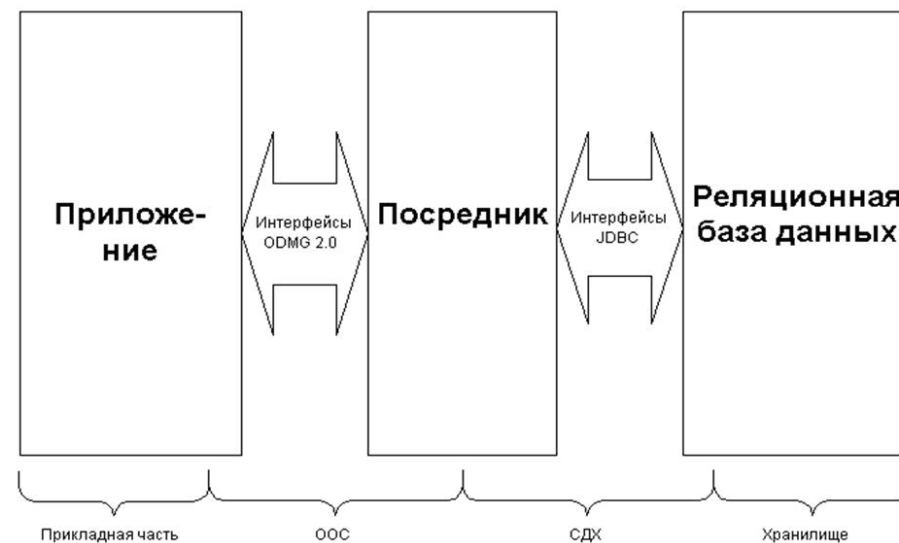 Приложе-
ние
Интерфейсы
ODMG 2.0
Посредник
Интерфейсы
JDBC
Реляционная
база данных
Прикладная часть
ООС
СДХ
Хранилище